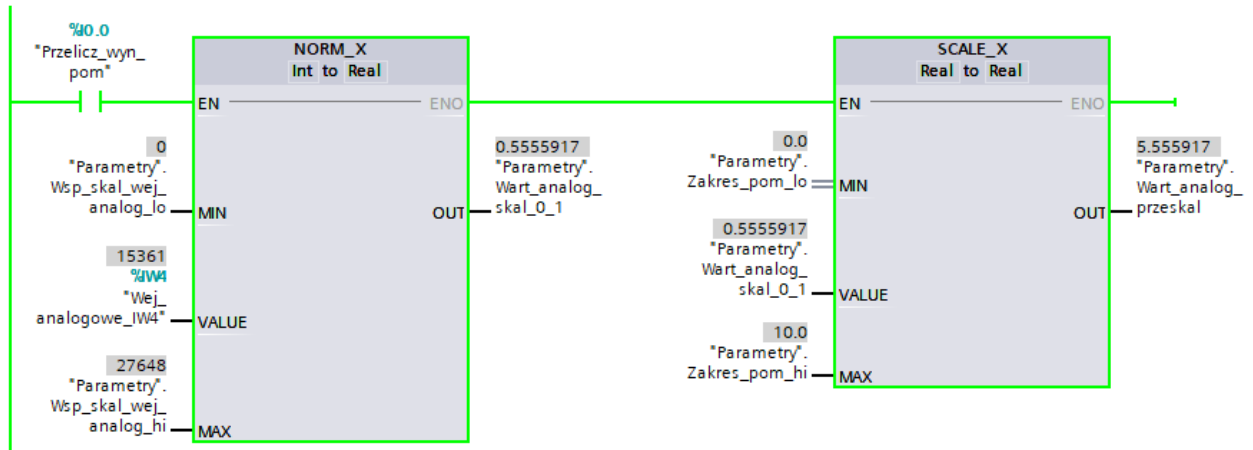 %I0.0
"Przelicz_wyn_
pom"
NORM_X
Int to Real
EN
ENO
0
"Parametry".
Wsp_skal_wej_
analog_lo
MIN
15361
%IW4
"Wej_
analogowe_IW4"
VALUE
27648
"Parametry".
Wsp_skal_wej_
analog_hi
MAX
0.5555917
"Parametry".
Wart_analog_
skal_0_1
OUT
SCALE_X
Real to Real
EN
ENO
0.0
"Parametry".
Zakres_pom_lo
MIN
0.5555917
"Parametry".
Wart_analog_
skal_0_1
VALUE
10.0
"Parametry".
Zakres_pom_hi
MAX
5.555917
"Parametry".
Wart_analog_
przeskal
OUT